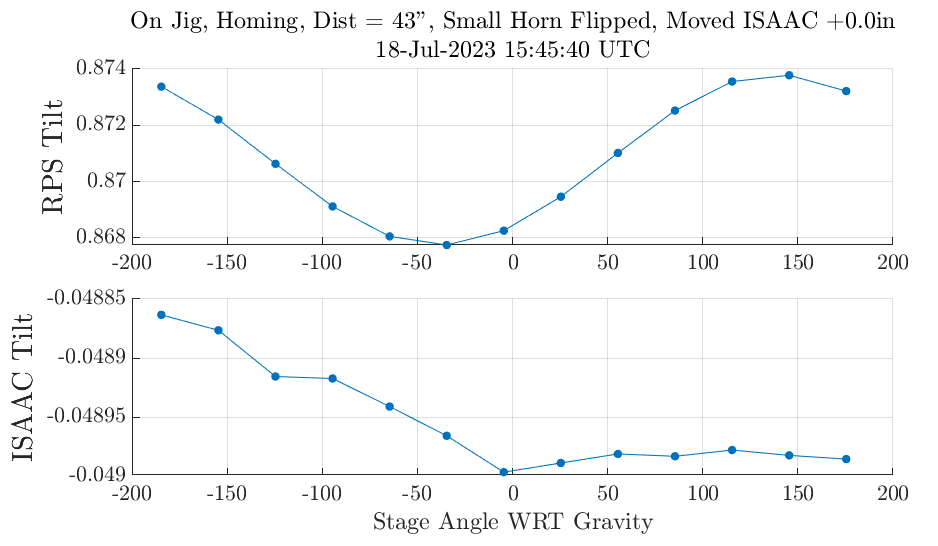 On Jig, Homing, Dist = 43”, Small Horn Flipped, Moved ISAAC +0.0in
18-Jul-2023 15:45:40 UTC
RPS Tilt
0.874
0.872
0.87
0.868
-200 -150 -100 -50 0 50 100 150 200
ISAAC Tilt
-0.04885
-0.0489
-0.04895
-0.049
-200 -150 -100 -50 0 50 100 150 200
Stage Angle WRT Gravity